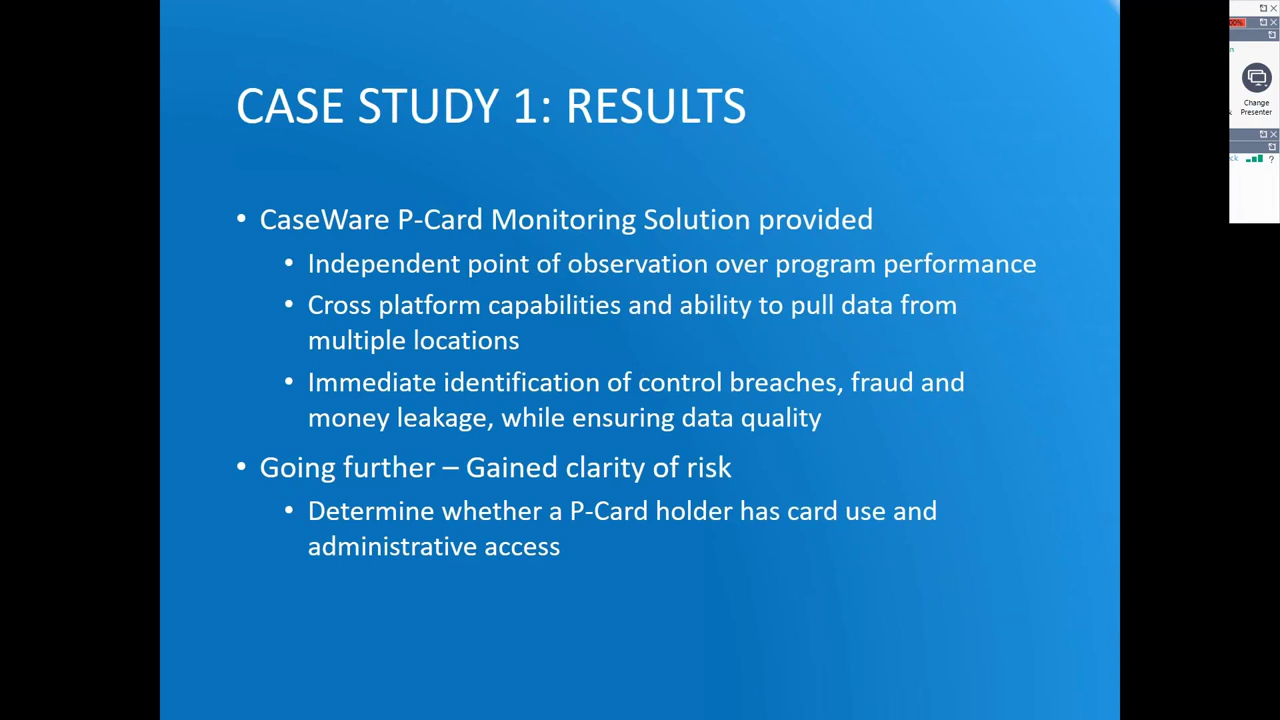 CASE STUDY 1: RESULTS
• CaseWare P-Card Monitoring Solution provided
• Independent point of observation over program performance
• Cross platform capabilities and ability to pull data from
multiple locations
• Immediate identification of control breaches, fraud and
money leakage, while ensuring data quality
• Going further – Gained clarity of risk
• Determine whether a P-Card holder has card use and
administrative access
Change
Presenter
?